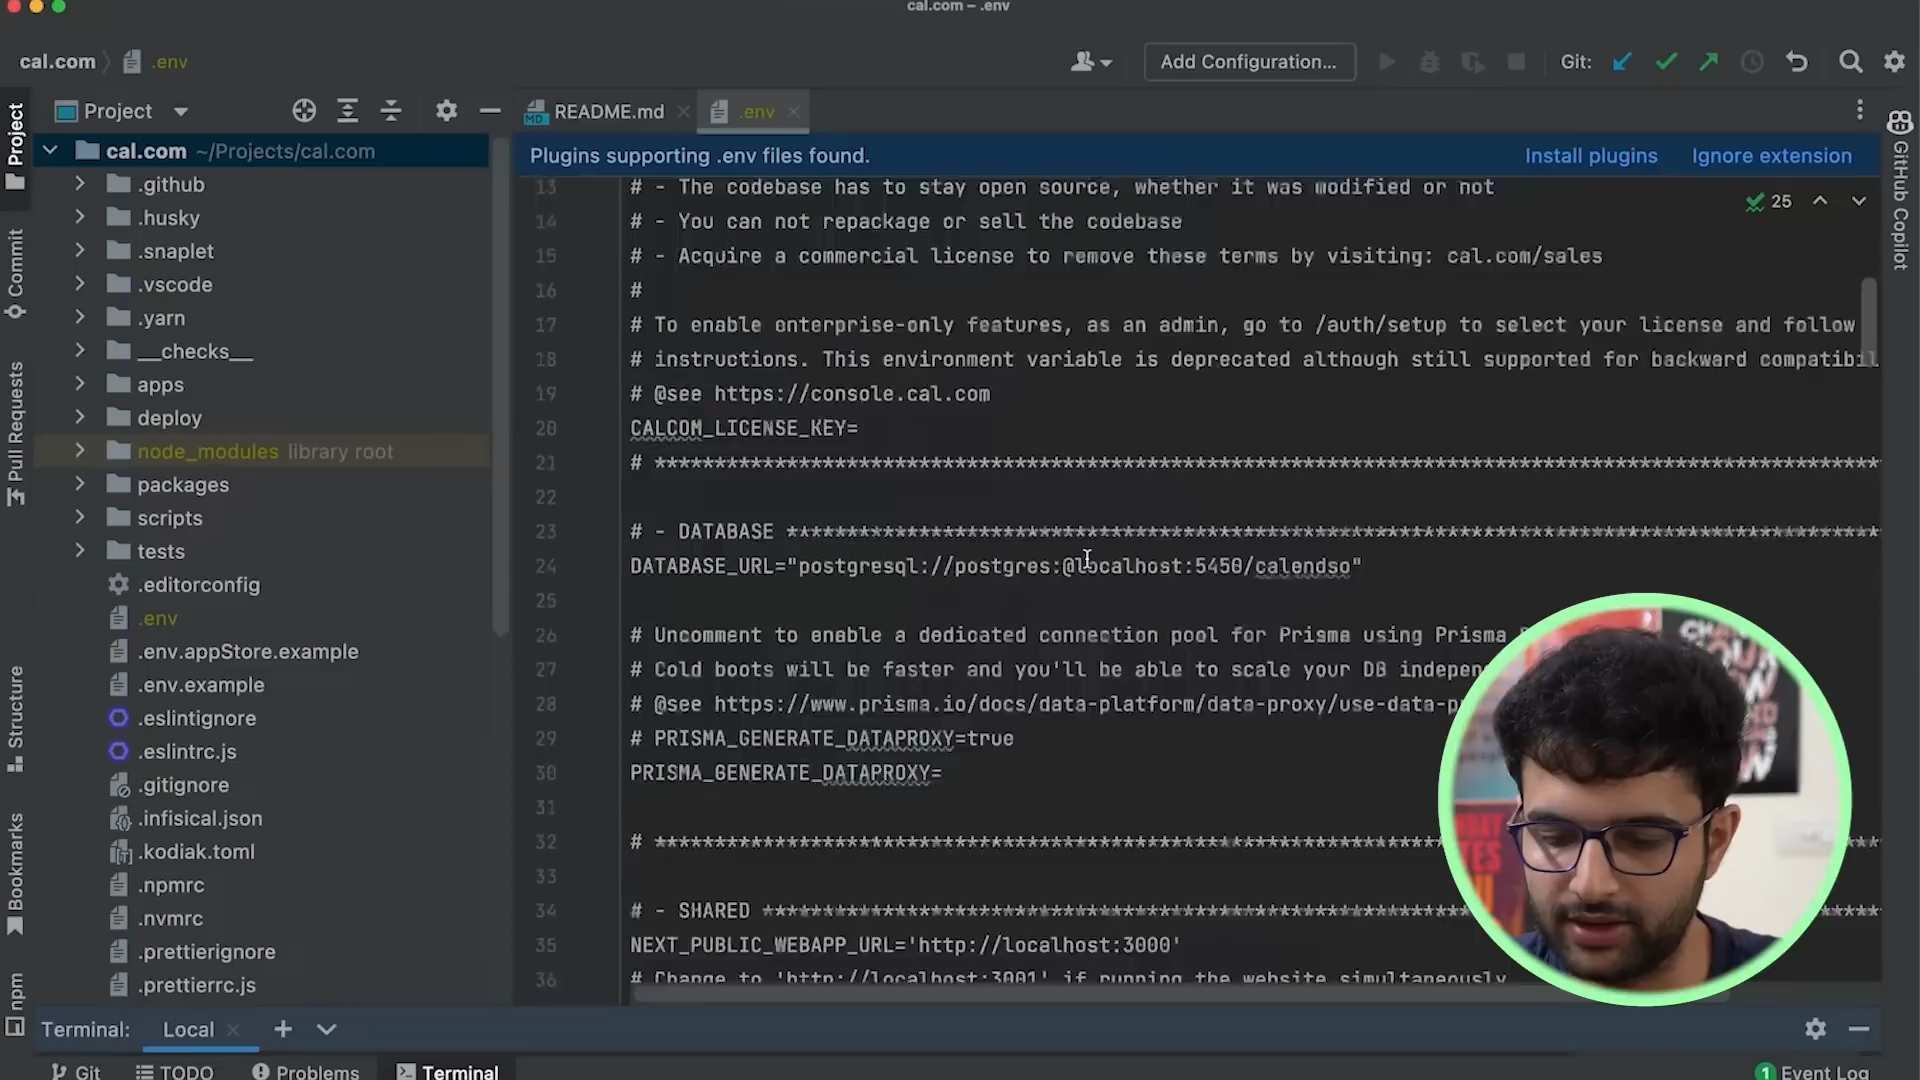 cal.com – .env
cal.com
.env
Add Configuration...
Git:
Project
README.md
.env
Plugins supporting .env files found.
Install plugins
Ignore extension
cal.com ~/Projects/cal.com
.github
.husky
.snaplet
.vscode
.yarn
__checks__
apps
deploy
node_modules library root
packages
scripts
tests
.editorconfig
.env
.env.appStore.example
.env.example
.eslintignore
.eslintrc.js
.gitignore
.infisical.json
.kodiak.toml
.npmrc
.nvmrc
.prettierignore
.prettierrc.js
25
13 # - The codebase has to stay open source, whether it was modified or not
14 # - You can not repackage or sell the codebase
15 # - Acquire a commercial license to remove these terms by visiting: cal.com/sales
16 #
17 # To enable enterprise-only features, as an admin, go to /auth/setup to select your license and follow
18 # instructions. This environment variable is deprecated although still supported for backward compatibil
19 # @see https://console.cal.com
20 CALCOM_LICENSE_KEY=
21 # ******************************************************************************************************
22
23 # - DATABASE *******************************************************************************************
24 DATABASE_URL="postgresql://postgres:@localhost:5450/calendso"
25
26 # Uncomment to enable a dedicated connection pool for Prisma using Prisma
27 # Cold boots will be faster and you'll be able to scale your DB indepen
28 # @see https://www.prisma.io/docs/data-platform/data-proxy/use-data-p
29 # PRISMA_GENERATE_DATAPROXY=true
30 PRISMA_GENERATE_DATAPROXY=
31
32 # ******************************************************************
33
34 # - SHARED *********************************************************
35 NEXT_PUBLIC_WEBAPP_URL='http://localhost:3000'
36 # Change to 'http://localhost:3001' if running the website simultaneously
Project
Commit
Pull Requests
Structure
Bookmarks
npm
GitHub Copilot
Terminal:
Local
Git
TODO
Problems
Terminal
1
Event Log